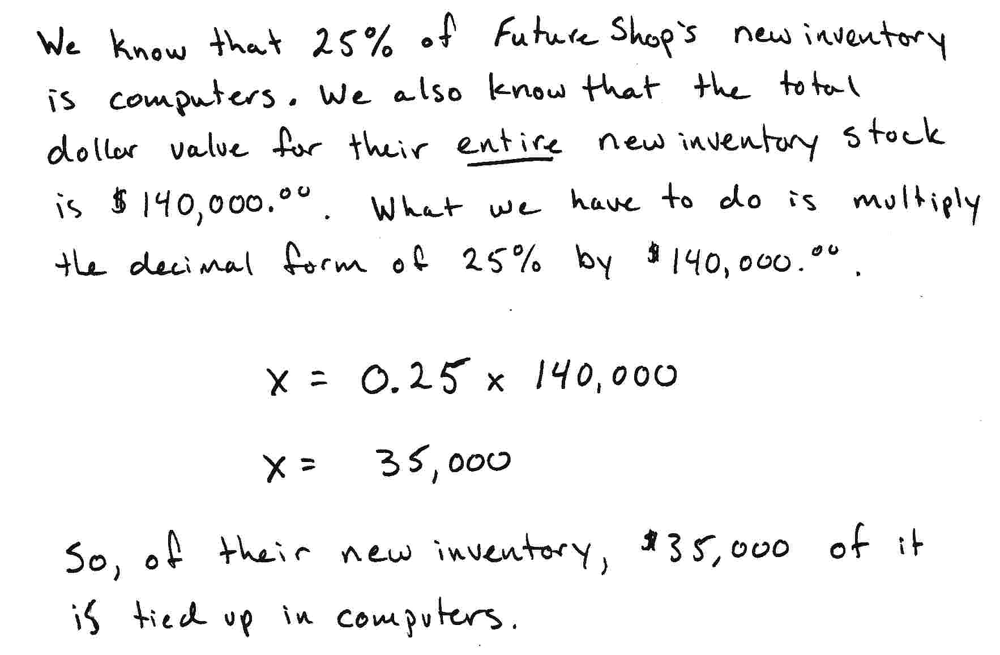 We know that 25% of Future Shop's new inventory
is computers. We also know that the total
dollar value for their entire new inventory stock
is $140,000.00. What we have to do is multiply
the decimal form of 25% by $140,000.00.
x = 0.25 x 140,000
x = 35,000
So, of their new inventory, $35,000 of it
is tied up in computers.